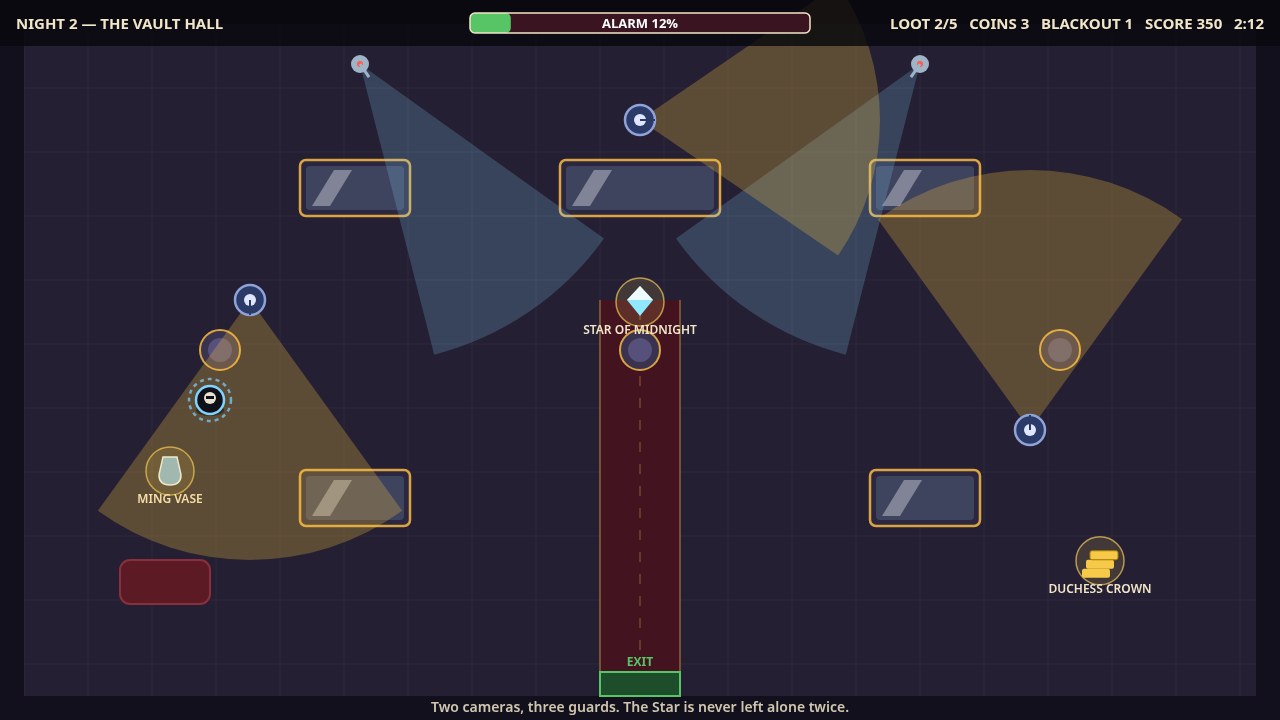 NIGHT 2 — THE VAULT HALL
ALARM 12%
LOOT 2/5 COINS 3 BLACKOUT 1 SCORE 350 2:12
STAR OF MIDNIGHT
MING VASE
DUCHESS CROWN
EXIT
Two cameras, three guards. The Star is never left alone twice.